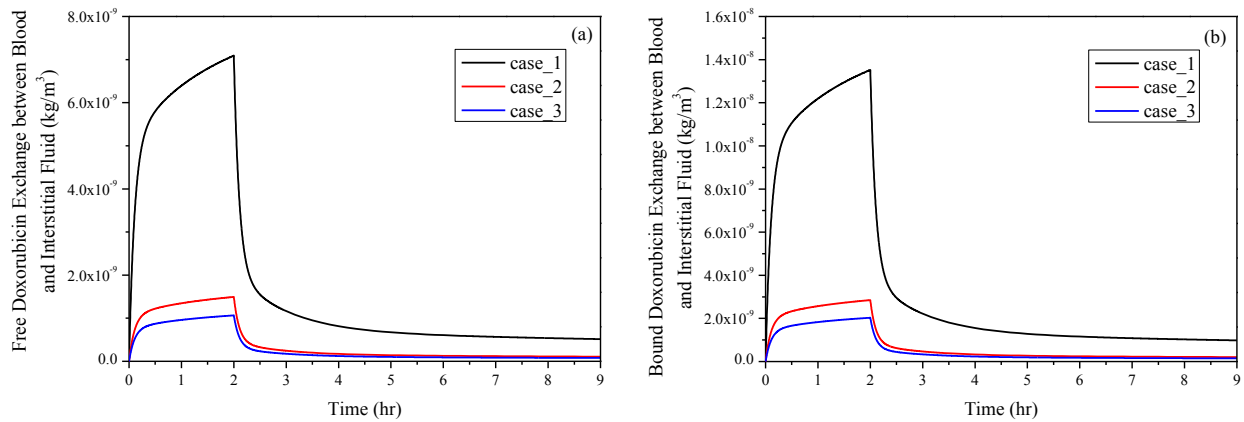 Free Doxorubicin Exchange between Blood
and Interstitial Fluid (kg/m³)
8.0x10⁻⁹
6.0x10⁻⁹
4.0x10⁻⁹
2.0x10⁻⁹
0.0
(a)
case_1
case_2
case_3
0 1 2 3 4 5 6 7 8 9
Time (hr)
Bound Doxorubicin Exchange between Blood
and Interstitial Fluid (kg/m³)
1.6x10⁻⁸
1.4x10⁻⁸
1.2x10⁻⁸
1.0x10⁻⁸
8.0x10⁻⁹
6.0x10⁻⁹
4.0x10⁻⁹
2.0x10⁻⁹
0.0
(b)
case_1
case_2
case_3
0 1 2 3 4 5 6 7 8 9
Time (hr)